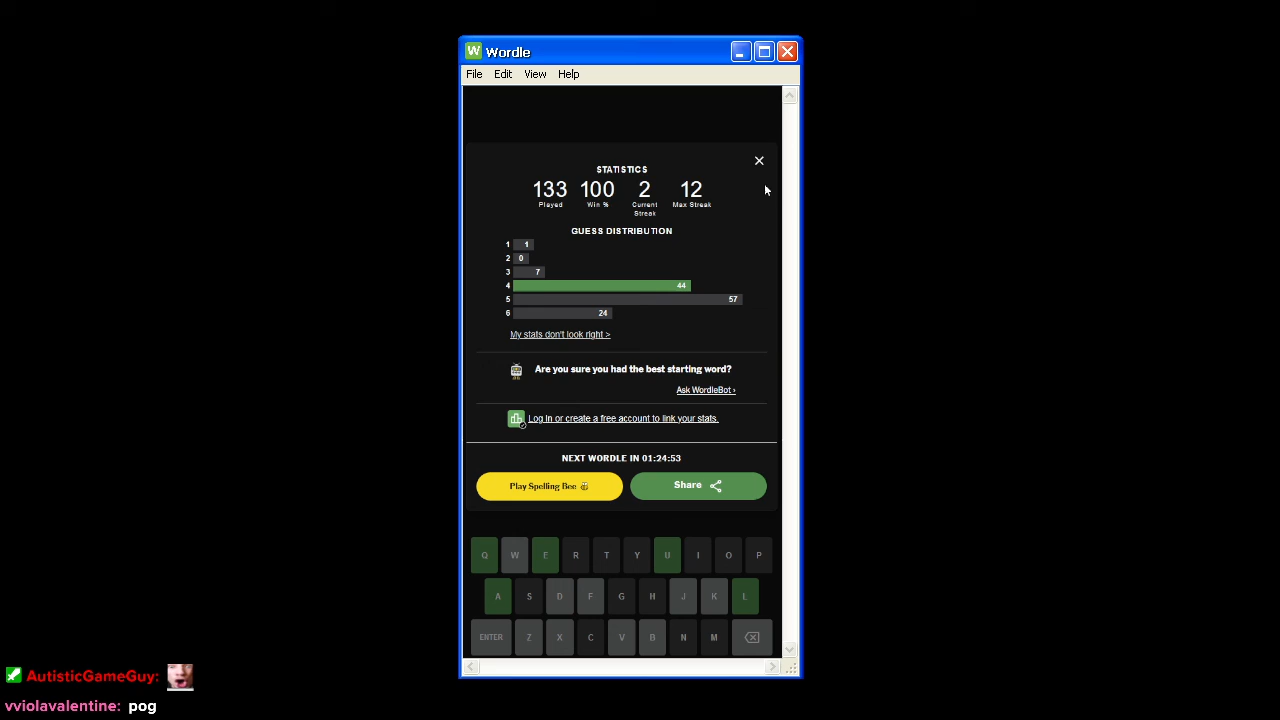 Wordle
File Edit View Help
STATISTICS
133 100 2 12
Played Win % Current Streak Max Streak
GUESS DISTRIBUTION
1 1
2 0
3 7
4 44
5 57
6 24
My stats don't look right >
Are you sure you had the best starting word?
Ask WordleBot ›
Log in or create a free account to link your stats.
NEXT WORDLE IN 01:24:53
Play Spelling Bee Share
Q W E R T Y U I O P
A S D F G H J K L
ENTER Z X C V B N M
AutisticGameGuy:
vviolavalentine: pog